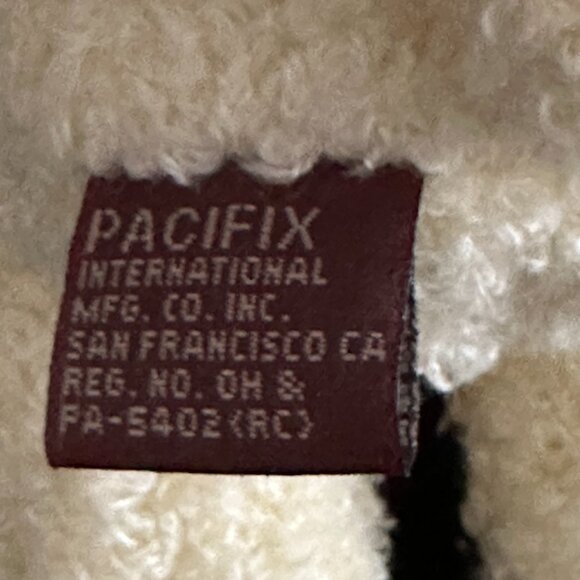 PACIFIX
INTERNATIONAL
MFG. CO. INC.
SAN FRANCISCO CA
REG. NO. OH &
PA-5402(RC)